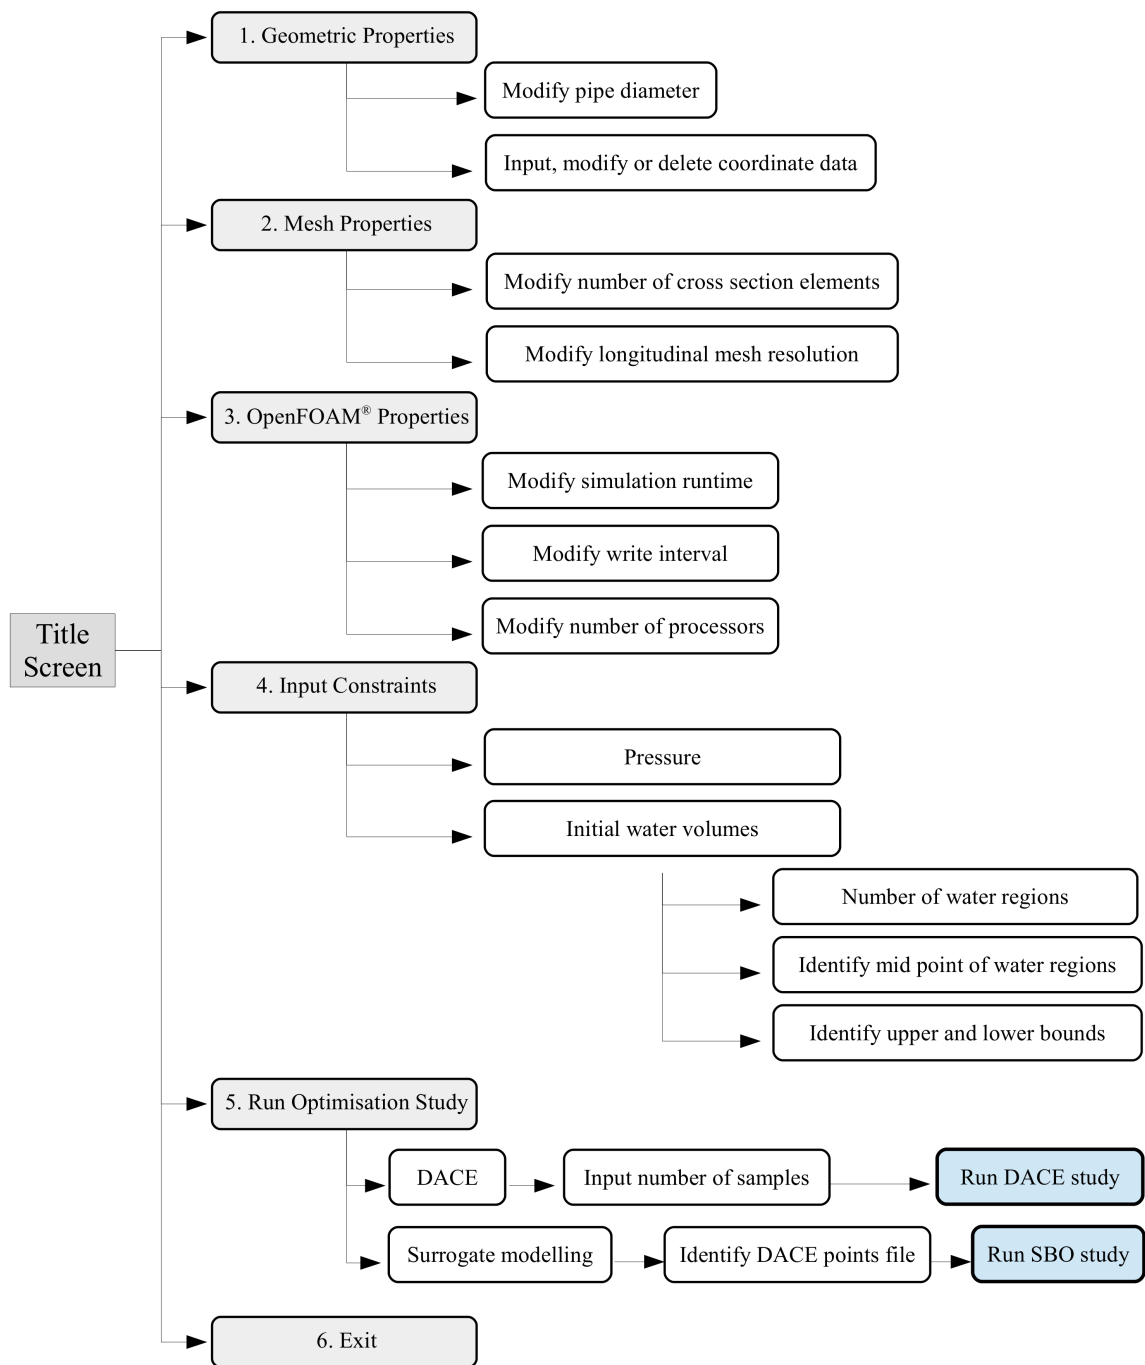 1. Geometric Properties
Modify pipe diameter
Input, modify or delete coordinate data
2. Mesh Properties
Modify number of cross section elements
Modify longitudinal mesh resolution
3. OpenFOAM® Properties
Modify simulation runtime
Modify write interval
Modify number of processors
Title
Screen
4. Input Constraints
Pressure
Initial water volumes
Number of water regions
Identify mid point of water regions
Identify upper and lower bounds
5. Run Optimisation Study
DACE
Input number of samples
Run DACE study
Surrogate modelling
Identify DACE points file
Run SBO study
6. Exit